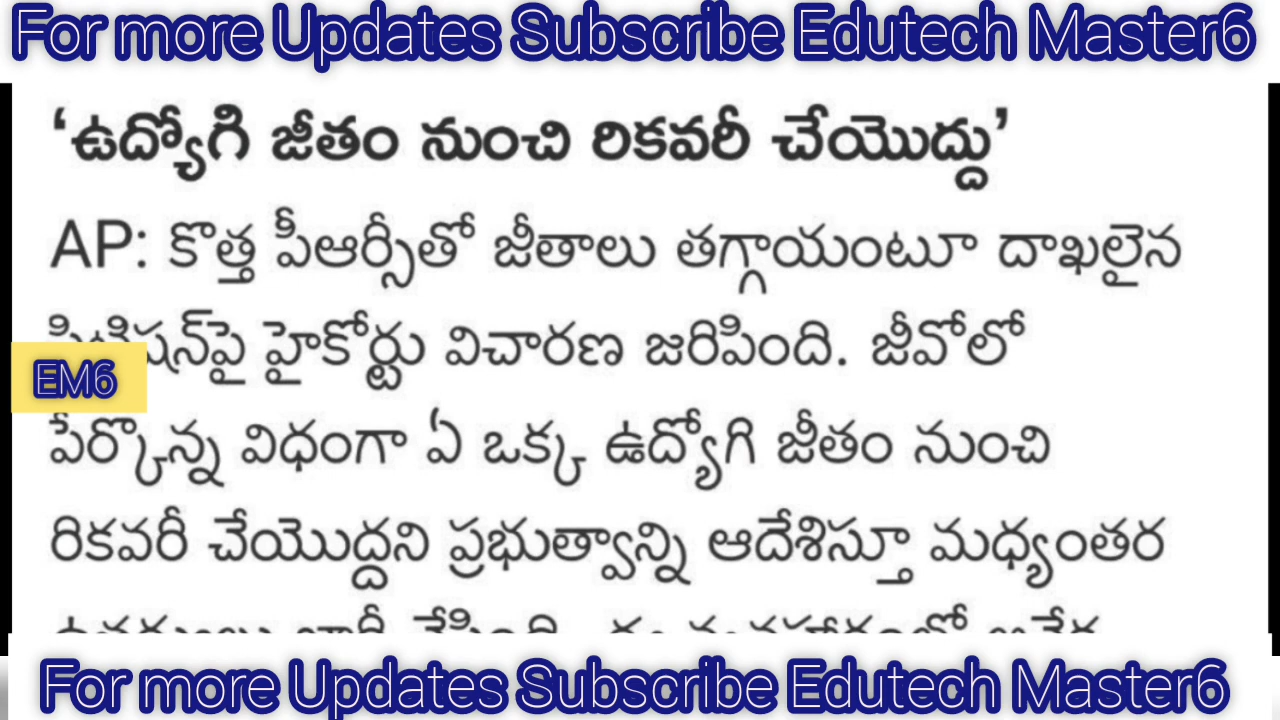 For more Updates Subscribe Edutech Master6
‘ఉద్యోగి జీతం నుంచి రికవరీ చేయొద్దు’
AP: కొత్త పీఆర్సీతో జీతాలు తగ్గాయంటూ దాఖలైన
హైకోర్టు విచారణ జరిపింది. జీవోలో
EM6
పేర్కొన్న విధంగా ఏ ఒక్క ఉద్యోగి జీతం నుంచి
రికవరీ చేయొద్దని ప్రభుత్వాన్ని ఆదేశిస్తూ మధ్యంతర
For more Updates Subscribe Edutech Master6